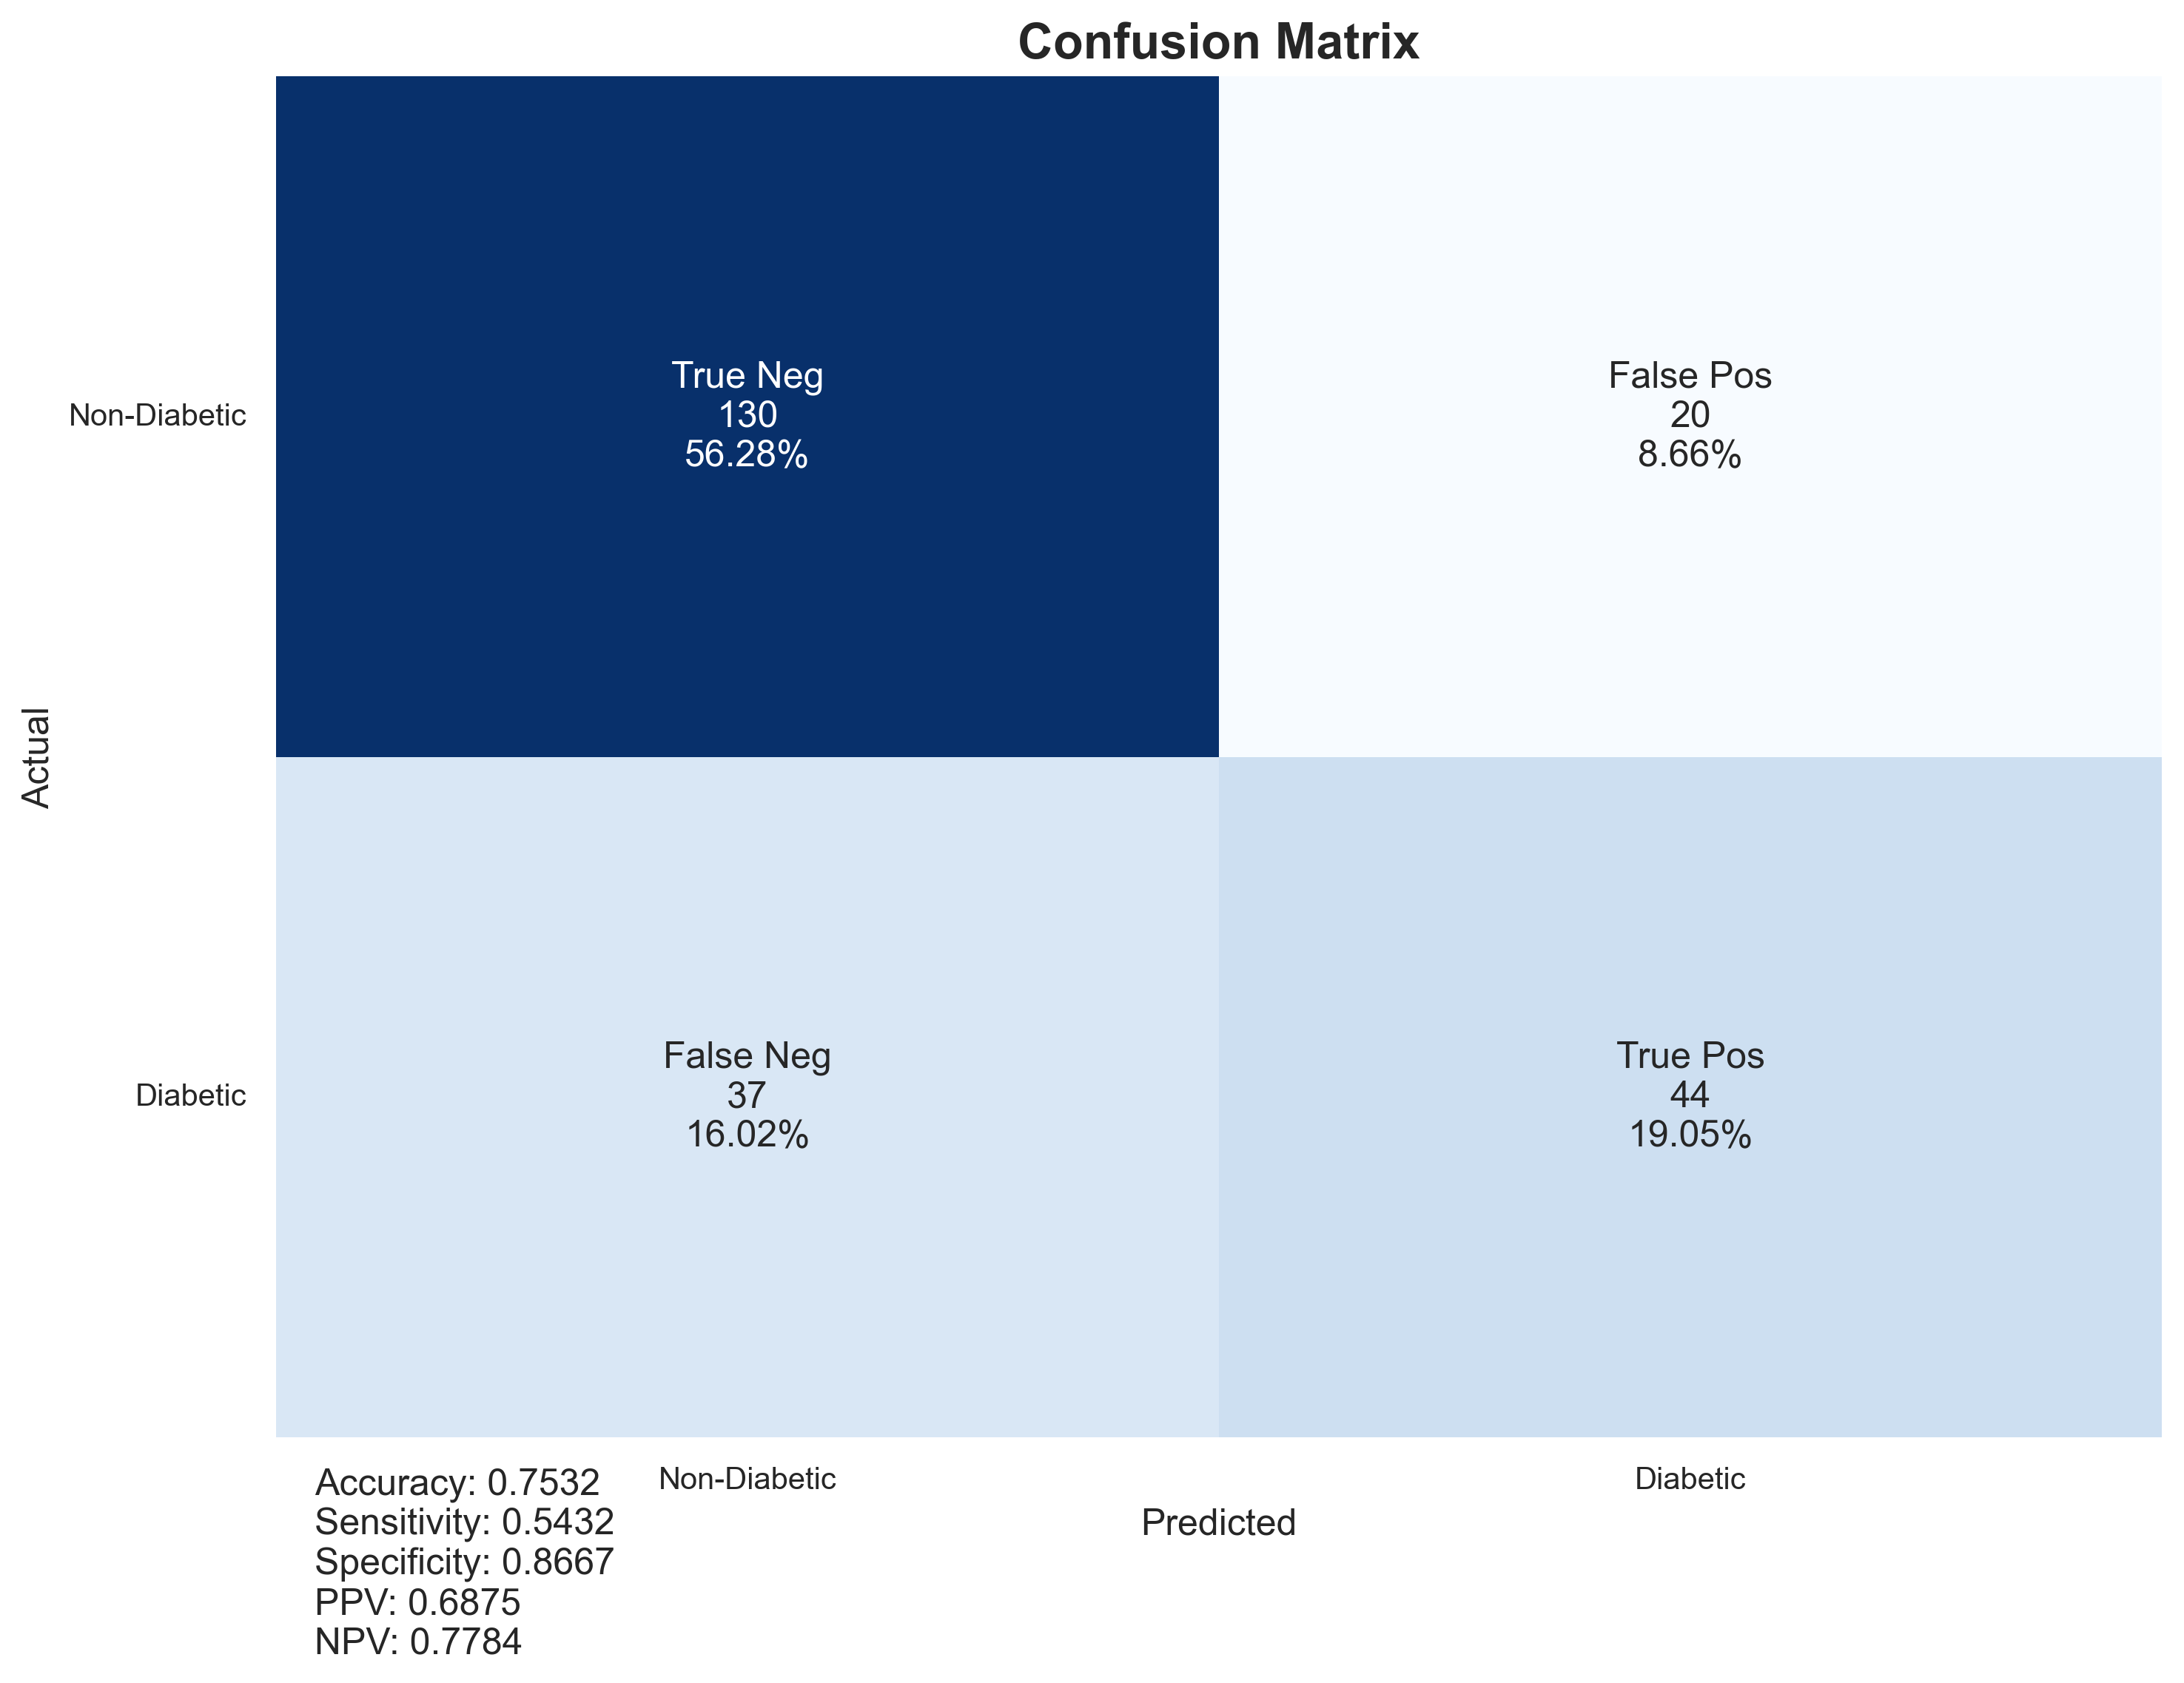 Confusion Matrix
True Neg
130
56.28%
False Pos
20
8.66%
Non-Diabetic
Actual
False Neg
37
16.02%
True Pos
44
19.05%
Diabetic
Non-Diabetic
Diabetic
Predicted
Accuracy: 0.7532
Sensitivity: 0.5432
Specificity: 0.8667
PPV: 0.6875
NPV: 0.7784